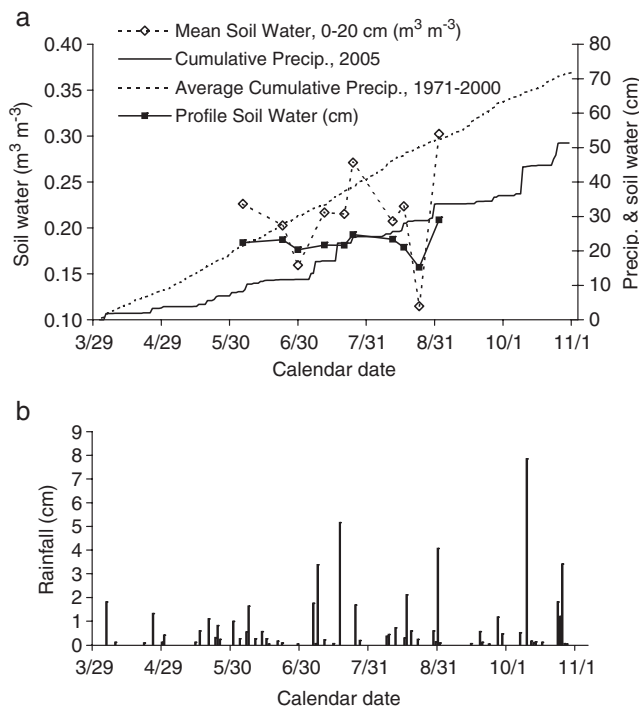 a
Mean Soil Water, 0-20 cm (m³ m⁻³)
Cumulative Precip., 2005
Average Cumulative Precip., 1971-2000
Profile Soil Water (cm)
Soil water (m³ m⁻³)
0.40
0.35
0.30
0.25
0.20
0.15
0.10
80
70
60
50
40
30
20
10
0
Precip. & soil water (cm)
3/29 4/29 5/30 6/30 7/31 8/31 10/1 11/1
Calendar date
b
Rainfall (cm)
9
8
7
6
5
4
3
2
1
0
3/29 4/29 5/30 6/30 7/31 8/31 10/1 11/1
Calendar date